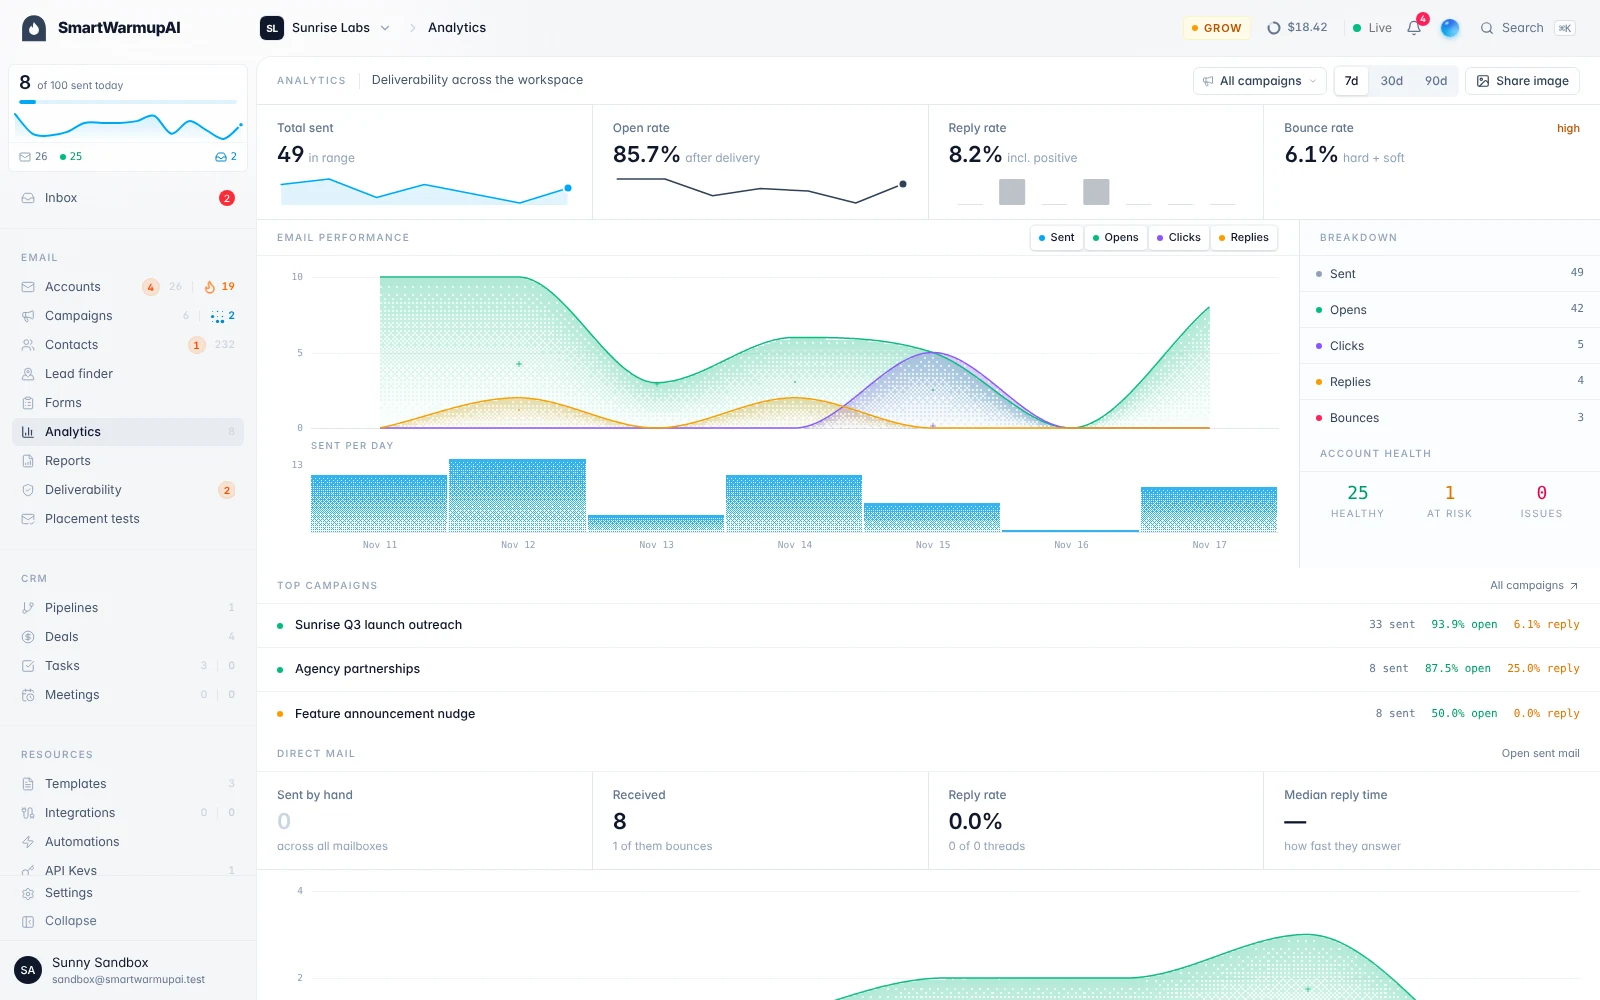 SmartWarmupAI
SL Sunrise Labs Analytics
GROW $18.42 Live 4 Search ⌘K
8 of 100 sent today
26 25 2
Inbox 2
EMAIL
Accounts 4 26 19
Campaigns 6 2
Contacts 1 232
Lead finder
Forms
Analytics 8
Reports
Deliverability 2
Placement tests
CRM
Pipelines 1
Deals 4
Tasks 3 0
Meetings 0 0
RESOURCES
Templates 3
Integrations 0 0
Automations
API Keys 1
Settings
Collapse
SA Sunny Sandbox
sandbox@smartwarmupai.test
ANALYTICS Deliverability across the workspace
All campaigns 7d 30d 90d Share image
Total sent
49 in range
Open rate
85.7% after delivery
Reply rate
8.2% incl. positive
Bounce rate high
6.1% hard + soft
EMAIL PERFORMANCE
Sent Opens Clicks Replies
10
5
0
SENT PER DAY
13
Nov 11 Nov 12 Nov 13 Nov 14 Nov 15 Nov 16 Nov 17
BREAKDOWN
Sent 49
Opens 42
Clicks 5
Replies 4
Bounces 3
ACCOUNT HEALTH
25 1 0
HEALTHY AT RISK ISSUES
TOP CAMPAIGNS All campaigns
Sunrise Q3 launch outreach 33 sent 93.9% open 6.1% reply
Agency partnerships 8 sent 87.5% open 25.0% reply
Feature announcement nudge 8 sent 50.0% open 0.0% reply
DIRECT MAIL Open sent mail
Sent by hand
0
across all mailboxes
Received
8
1 of them bounces
Reply rate
0.0%
0 of 0 threads
Median reply time
—
how fast they answer
4
2